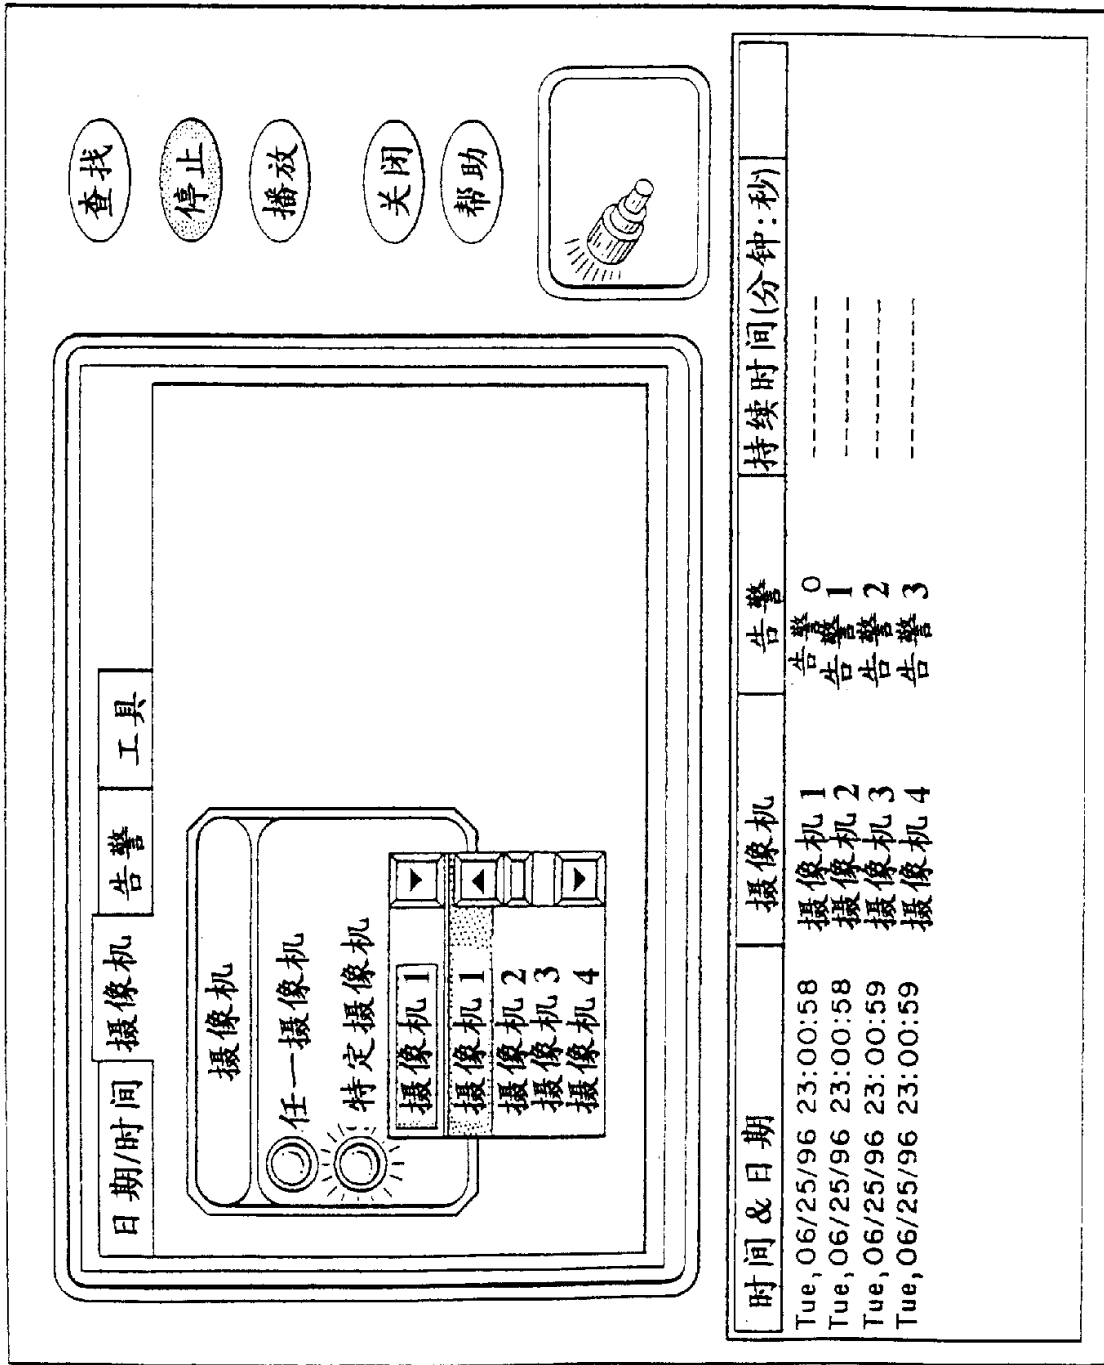 日期/时间 摄像机 告警 工具
摄像机
任一摄像机
特定摄像机
摄像机 1
摄像机 1
摄像机 2
摄像机 3
摄像机 4
查找
停止
播放
关闭
帮助
时间 & 日期 摄像机 告警 持续时间(分钟:秒)
Tue,06/25/96 23:00:58 摄像机 1 告警 0 ----------
Tue,06/25/96 23:00:58 摄像机 2 告警 1 ----------
Tue,06/25/96 23:00:59 摄像机 3 告警 2 ----------
Tue,06/25/96 23:00:59 摄像机 4 告警 3 ----------